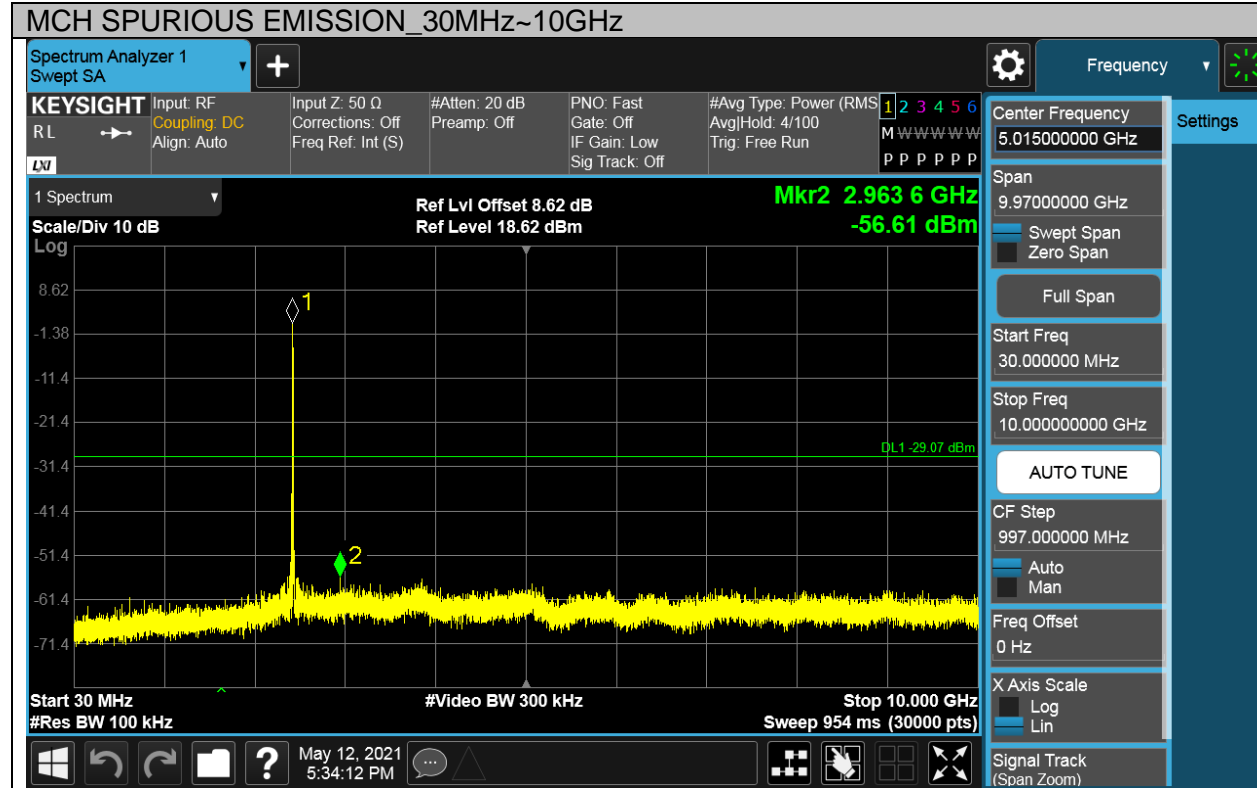 MCH SPURIOUS EMISSION_30MHz~10GHz
Spectrum Analyzer 1
Swept SA
+
Frequency
KEYSIGHT
RL
LXI
Input: RF
Coupling: DC
Align: Auto
Input Z: 50 Ω
Corrections: Off
Freq Ref: Int (S)
#Atten: 20 dB
Preamp: Off
PNO: Fast
Gate: Off
IF Gain: Low
Sig Track: Off
#Avg Type: Power (RMS
Avg|Hold: 4/100
Trig: Free Run
1 2 3 4 5 6
M W W W W W
P P P P P P
1 Spectrum
Scale/Div 10 dB
Ref Lvl Offset 8.62 dB
Ref Level 18.62 dBm
Mkr2 2.963 6 GHz
-56.61 dBm
Log
8.62
-1.38
-11.4
-21.4
-31.4
-41.4
-51.4
-61.4
-71.4
1
2
DL1 -29.07 dBm
Start 30 MHz
#Res BW 100 kHz
#Video BW 300 kHz
Stop 10.000 GHz
Sweep 954 ms (30000 pts)
?
May 12, 2021
5:34:12 PM
Center Frequency
5.015000000 GHz
Settings
Span
9.97000000 GHz
Swept Span
Zero Span
Full Span
Start Freq
30.000000 MHz
Stop Freq
10.000000000 GHz
AUTO TUNE
CF Step
997.000000 MHz
Auto
Man
Freq Offset
0 Hz
X Axis Scale
Log
Lin
Signal Track
(Span Zoom)